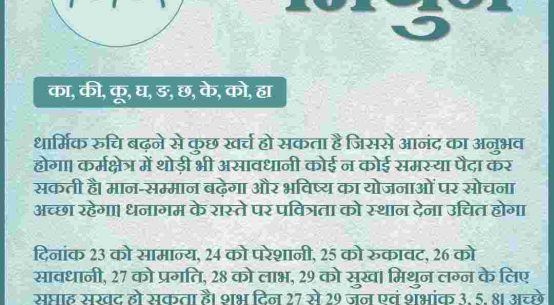 मिथुन
का, की, कू, घ, ङ, छ, के, को, हा
धार्मिक रुचि बढ़ने से कुछ खर्च हो सकता है जिससे आनंद का अनुभव
होगा। कर्मक्षेत्र में थोड़ी भी असावधानी कोई न कोई समस्या पैदा कर
सकती है। मान-सम्मान बढ़ेगा और भविष्य का योजनाओं पर सोचना
अच्छा रहेगा। धनागम के रास्ते पर पवित्रता को स्थान देना उचित होगा
दिनांक 23 को सामान्य, 24 को परेशानी, 25 को रुकावट, 26 को
सावधानी, 27 को प्रगति, 28 को लाभ, 29 को सुख। मिथुन लग्न के लिए
सप्ताह सुखद हो सकता है। शुभ दिन 27 से 29 जून एवं शुभांक 3, 5, 8। अच्छे